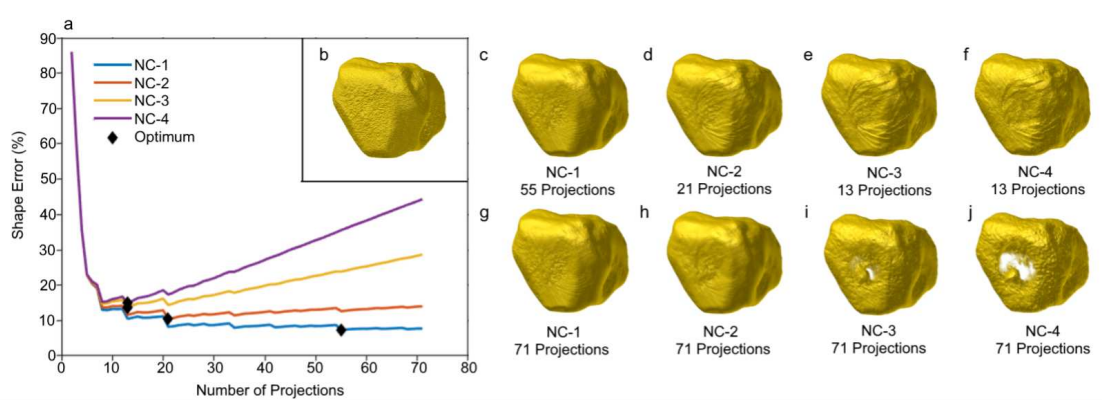 a
Shape Error (%)
90
80
70
60
50
40
30
20
10
0
0 10 20 30 40 50 60 70 80
Number of Projections
NC-1
NC-2
NC-3
NC-4
Optimum
b
c d e f
NC-1 NC-2 NC-3 NC-4
55 Projections 21 Projections 13 Projections 13 Projections
g h i j
NC-1 NC-2 NC-3 NC-4
71 Projections 71 Projections 71 Projections 71 Projections